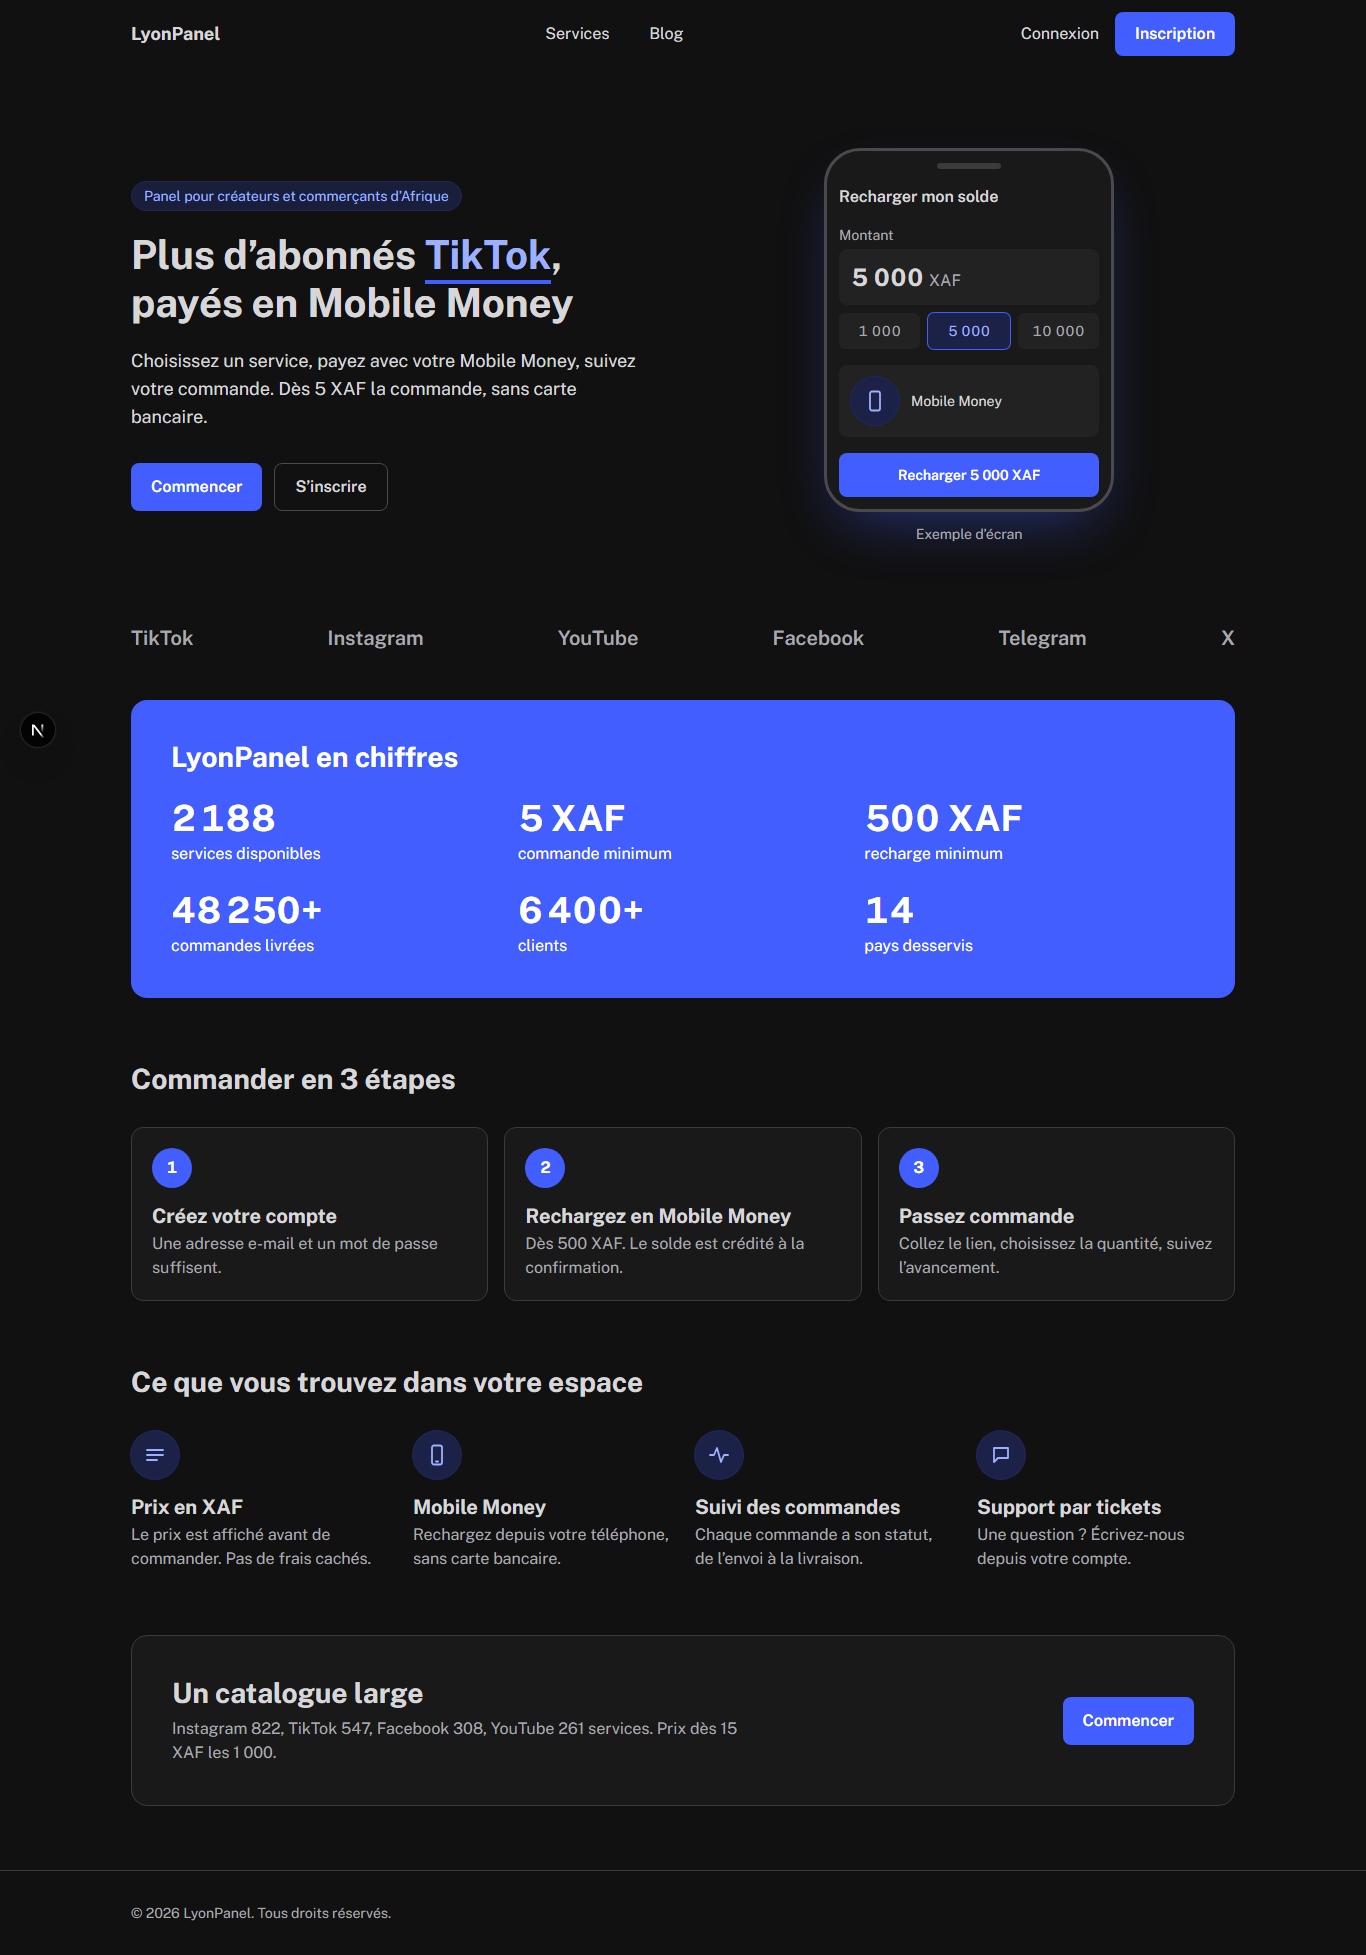 LyonPanel
Services
Blog
Connexion
Inscription
Panel pour créateurs et commerçants d’Afrique
Plus d’abonnés TikTok,
payés en Mobile Money
Choisissez un service, payez avec votre Mobile Money, suivez
votre commande. Dès 5 XAF la commande, sans carte
bancaire.
Commencer
S’inscrire
Recharger mon solde
Montant
5 000 XAF
1 000
5 000
10 000
Mobile Money
Recharger 5 000 XAF
Exemple d’écran
TikTok
Instagram
YouTube
Facebook
Telegram
X
N
LyonPanel en chiffres
2 188
services disponibles
5 XAF
commande minimum
500 XAF
recharge minimum
48 250+
commandes livrées
6 400+
clients
14
pays desservis
Commander en 3 étapes
1
Créez votre compte
Une adresse e-mail et un mot de passe
suffisent.
2
Rechargez en Mobile Money
Dès 500 XAF. Le solde est crédité à la
confirmation.
3
Passez commande
Collez le lien, choisissez la quantité, suivez
l’avancement.
Ce que vous trouvez dans votre espace
Prix en XAF
Le prix est affiché avant de
commander. Pas de frais cachés.
Mobile Money
Rechargez depuis votre téléphone,
sans carte bancaire.
Suivi des commandes
Chaque commande a son statut,
de l’envoi à la livraison.
Support par tickets
Une question ? Écrivez-nous
depuis votre compte.
Un catalogue large
Instagram 822, TikTok 547, Facebook 308, YouTube 261 services. Prix dès 15
XAF les 1 000.
Commencer
© 2026 LyonPanel. Tous droits réservés.